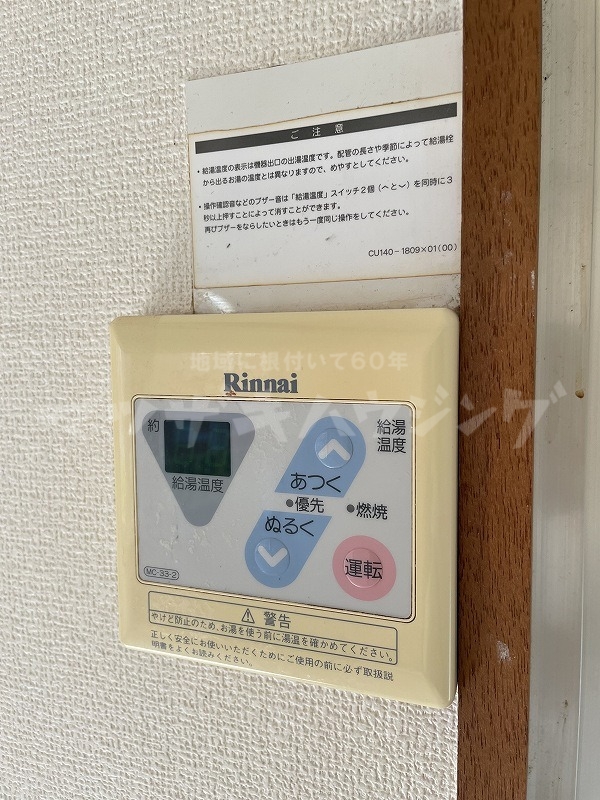 ご注意
・給湯温度の表示は機器出口の出湯温度です。配管の長さや季節によって給湯栓
から出るお湯の温度とは異なりますので、めやすとしてください。
・操作確認音などのブザー音は「給湯温度」スイッチ2個(へと⌵)を同時に3
秒以上押すことによって消すことができます。
再びブザーをならしたいときはもう一度同じ操作をしてください。
CU140-1809×01(00)
地域に根付いて60年
Rinnai
ハウジング
約
給湯温度
給湯
温度
あつく
優先
燃焼
ぬるく
運転
MC-33-2
警告
やけど防止のため、お湯を使う前に湯温を確かめてください。
正しく安全にお使いいただくためにご使用の前に必ず取扱説
明書をよくお読みください。